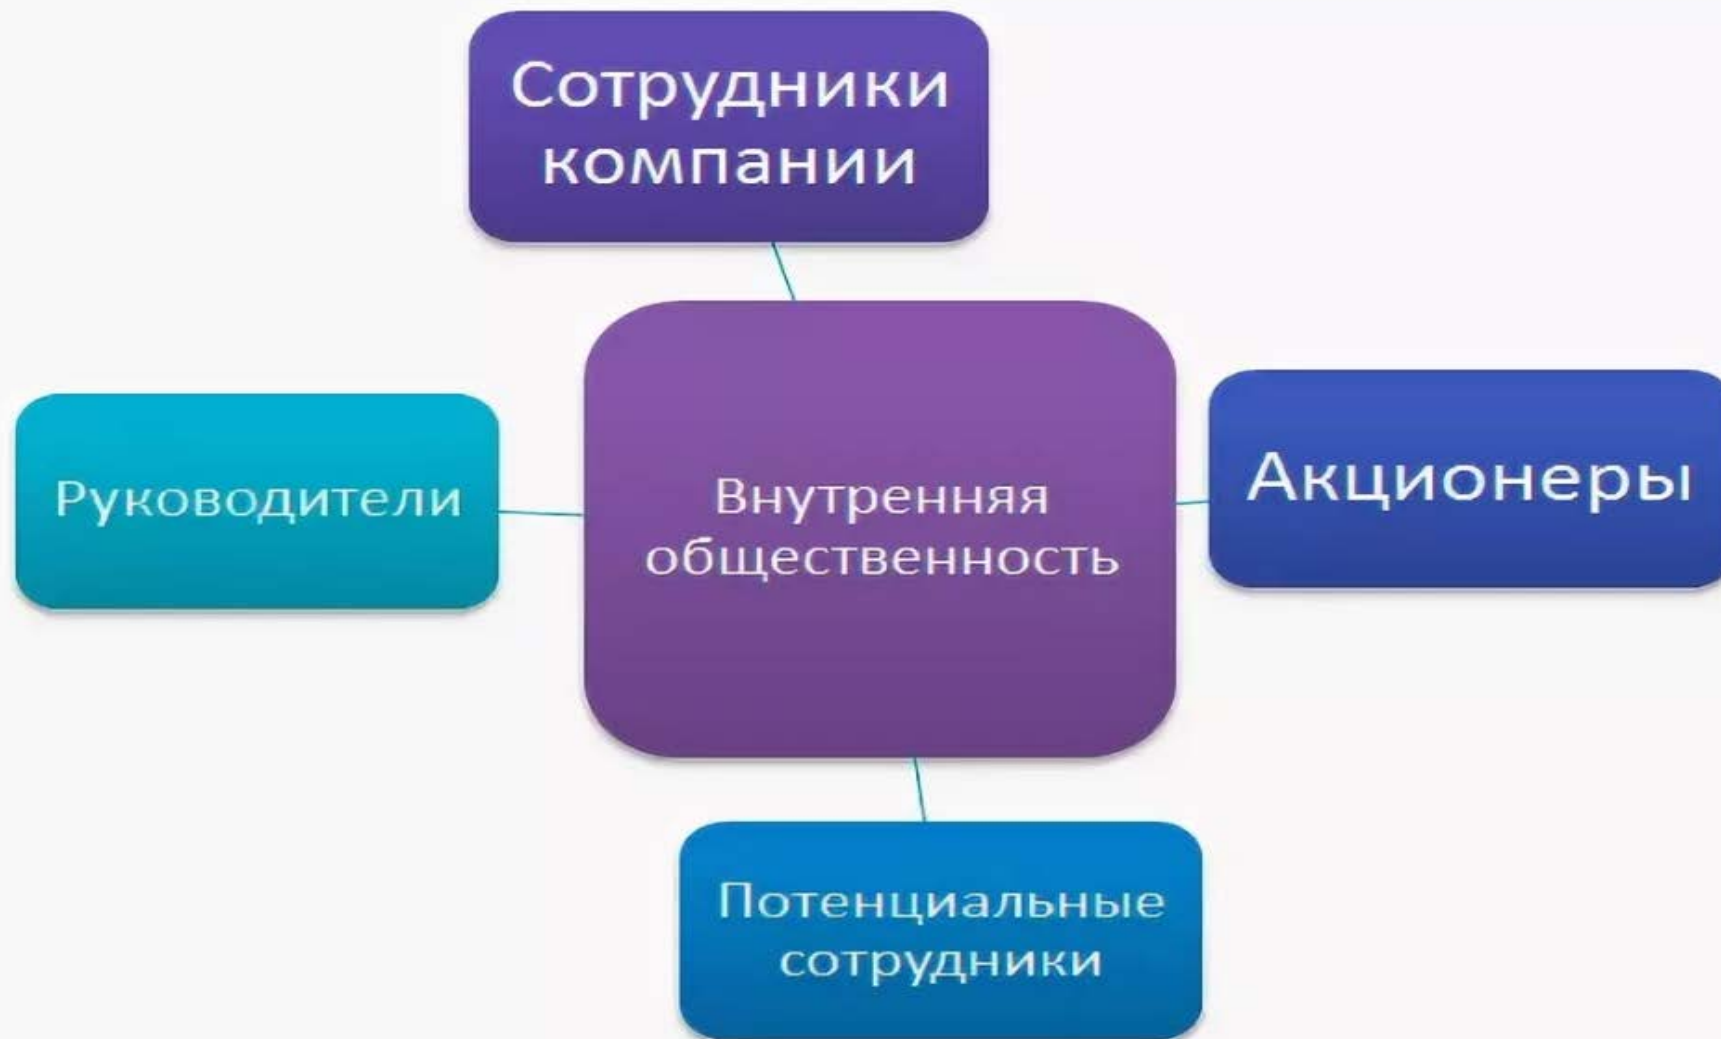 Сотрудники
компании
Руководители
Внутренняя
общественность
Акционеры
Потенциальные
сотрудники